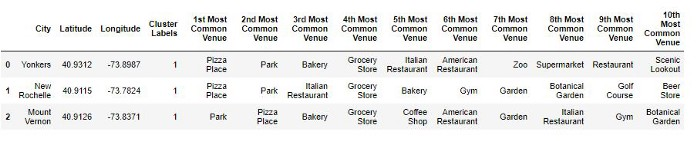 City Latitude Longitude Cluster Labels 1st Most Common Venue 2nd Most Common Venue 3rd Most Common Venue 4th Most Common Venue 5th Most Common Venue 6th Most Common Venue 7th Most Common Venue 8th Most Common Venue 9th Most Common Venue 10th Most Common Venue
0 Yonkers 40.9312 -73.8987 1 Pizza Place Park Bakery Grocery Store Italian Restaurant American Restaurant Zoo Supermarket Restaurant Scenic Lookout
1 New Rochelle 40.9115 -73.7824 1 Pizza Place Park Italian Restaurant Grocery Store Bakery Gym Garden Botanical Garden Golf Course Beer Store
2 Mount Vernon 40.9126 -73.8371 1 Park Pizza Place Bakery Grocery Store Coffee Shop American Restaurant Garden Italian Restaurant Gym Botanical Garden